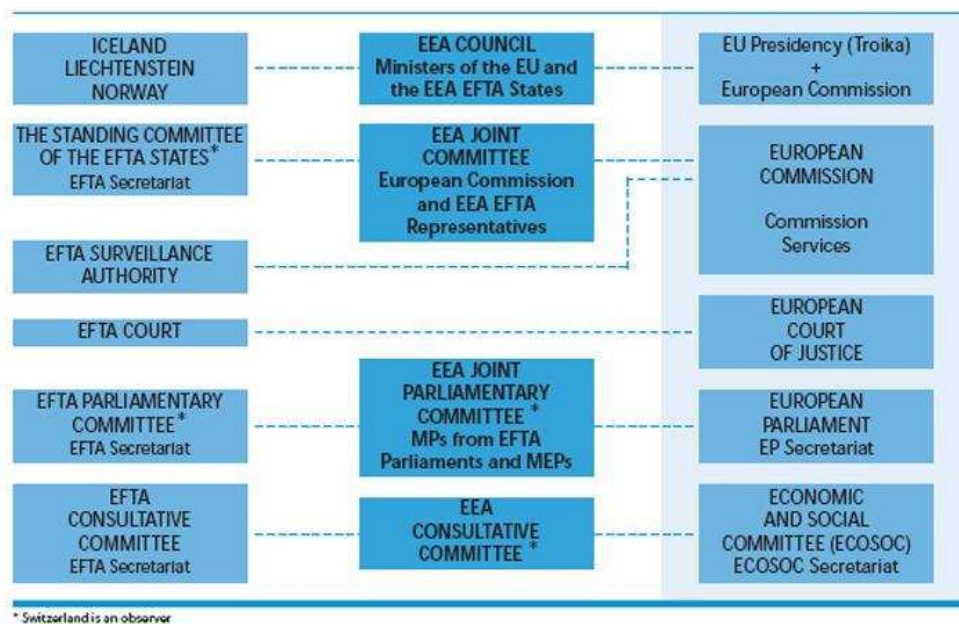 ICELAND
LIECHTENSTEIN
NORWAY
EEA COUNCIL
Ministers of the EU and
the EEA EFTA States
EU Presidency (Troika)
+
European Commission
THE STANDING COMMITTEE
OF THE EFTA STATES*
EFTA Secretariat
EEA JOINT
COMMITTEE
European Commission
and EEA EFTA
Representatives
EUROPEAN
COMMISSION
Commission
Services
EFTA SURVEILLANCE
AUTHORITY
EFTA COURT
EUROPEAN
COURT
OF JUSTICE
EFTA PARLIAMENTARY
COMMITTEE*
EFTA Secretariat
EEA JOINT
PARLIAMENTARY
COMMITTEE *
MPs from EFTA
Parliaments and MEPs
EUROPEAN
PARLIAMENT
EP Secretariat
EFTA
CONSULTATIVE
COMMITTEE
EFTA Secretariat
EEA
CONSULTATIVE
COMMITTEE *
ECONOMIC
AND SOCIAL
COMMITTEE (ECOSOC)
ECOSOC Secretariat
* Switzerland is an observer